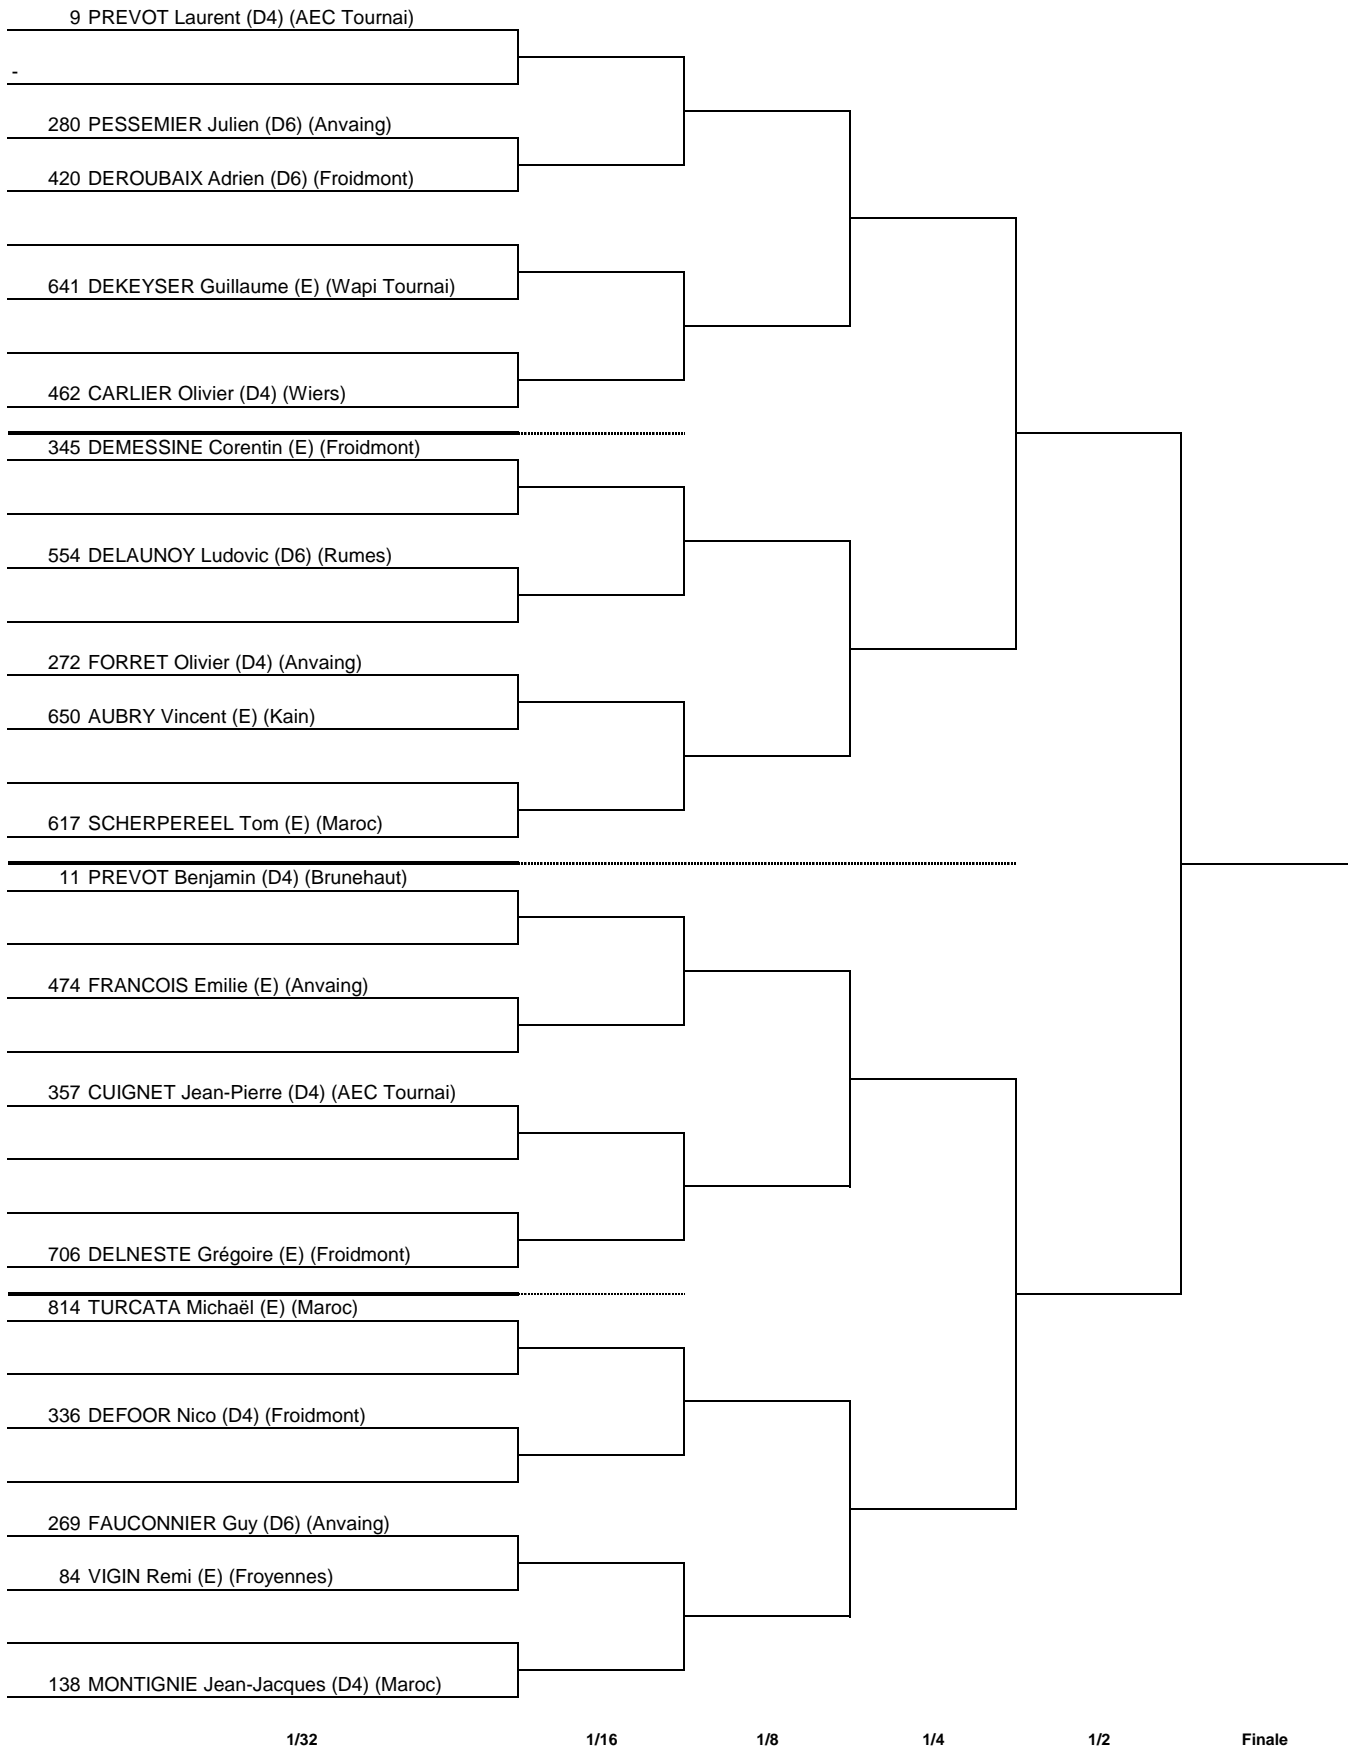 9 PREVOT Laurent (D4) (AEC Tournai)
-
280 PESSEMIER Julien (D6) (Anvaing)
420 DEROUBAIX Adrien (D6) (Froidmont)
641 DEKEYSER Guillaume (E) (Wapi Tournai)
462 CARLIER Olivier (D4) (Wiers)
345 DEMESSINE Corentin (E) (Froidmont)
554 DELAUNOY Ludovic (D6) (Rumes)
272 FORRET Olivier (D4) (Anvaing)
650 AUBRY Vincent (E) (Kain)
617 SCHERPEREEL Tom (E) (Maroc)
11 PREVOT Benjamin (D4) (Brunehaut)
474 FRANCOIS Emilie (E) (Anvaing)
357 CUIGNET Jean-Pierre (D4) (AEC Tournai)
706 DELNESTE Grégoire (E) (Froidmont)
814 TURCATA Michaël (E) (Maroc)
336 DEFOOR Nico (D4) (Froidmont)
269 FAUCONNIER Guy (D6) (Anvaing)
84 VIGIN Remi (E) (Froyennes)
138 MONTIGNIE Jean-Jacques (D4) (Maroc)
1/32 1/16 1/8 1/4 1/2 Finale